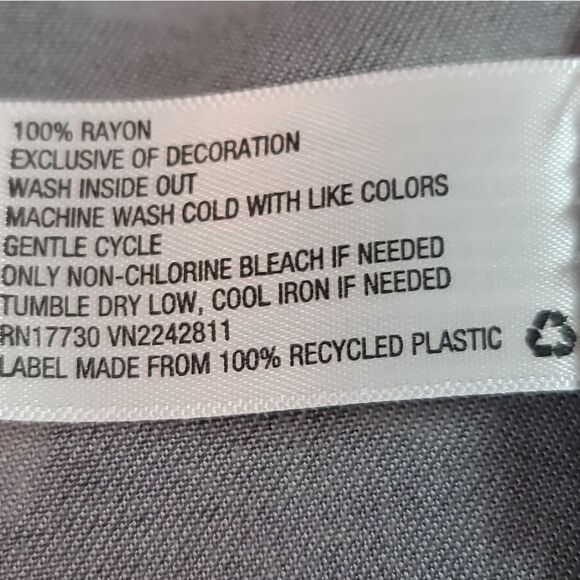 100% RAYON
EXCLUSIVE OF DECORATION
WASH INSIDE OUT
MACHINE WASH COLD WITH LIKE COLORS
GENTLE CYCLE
ONLY NON-CHLORINE BLEACH IF NEEDED
TUMBLE DRY LOW, COOL IRON IF NEEDED
RN17730 VN2242811
LABEL MADE FROM 100% RECYCLED PLASTIC